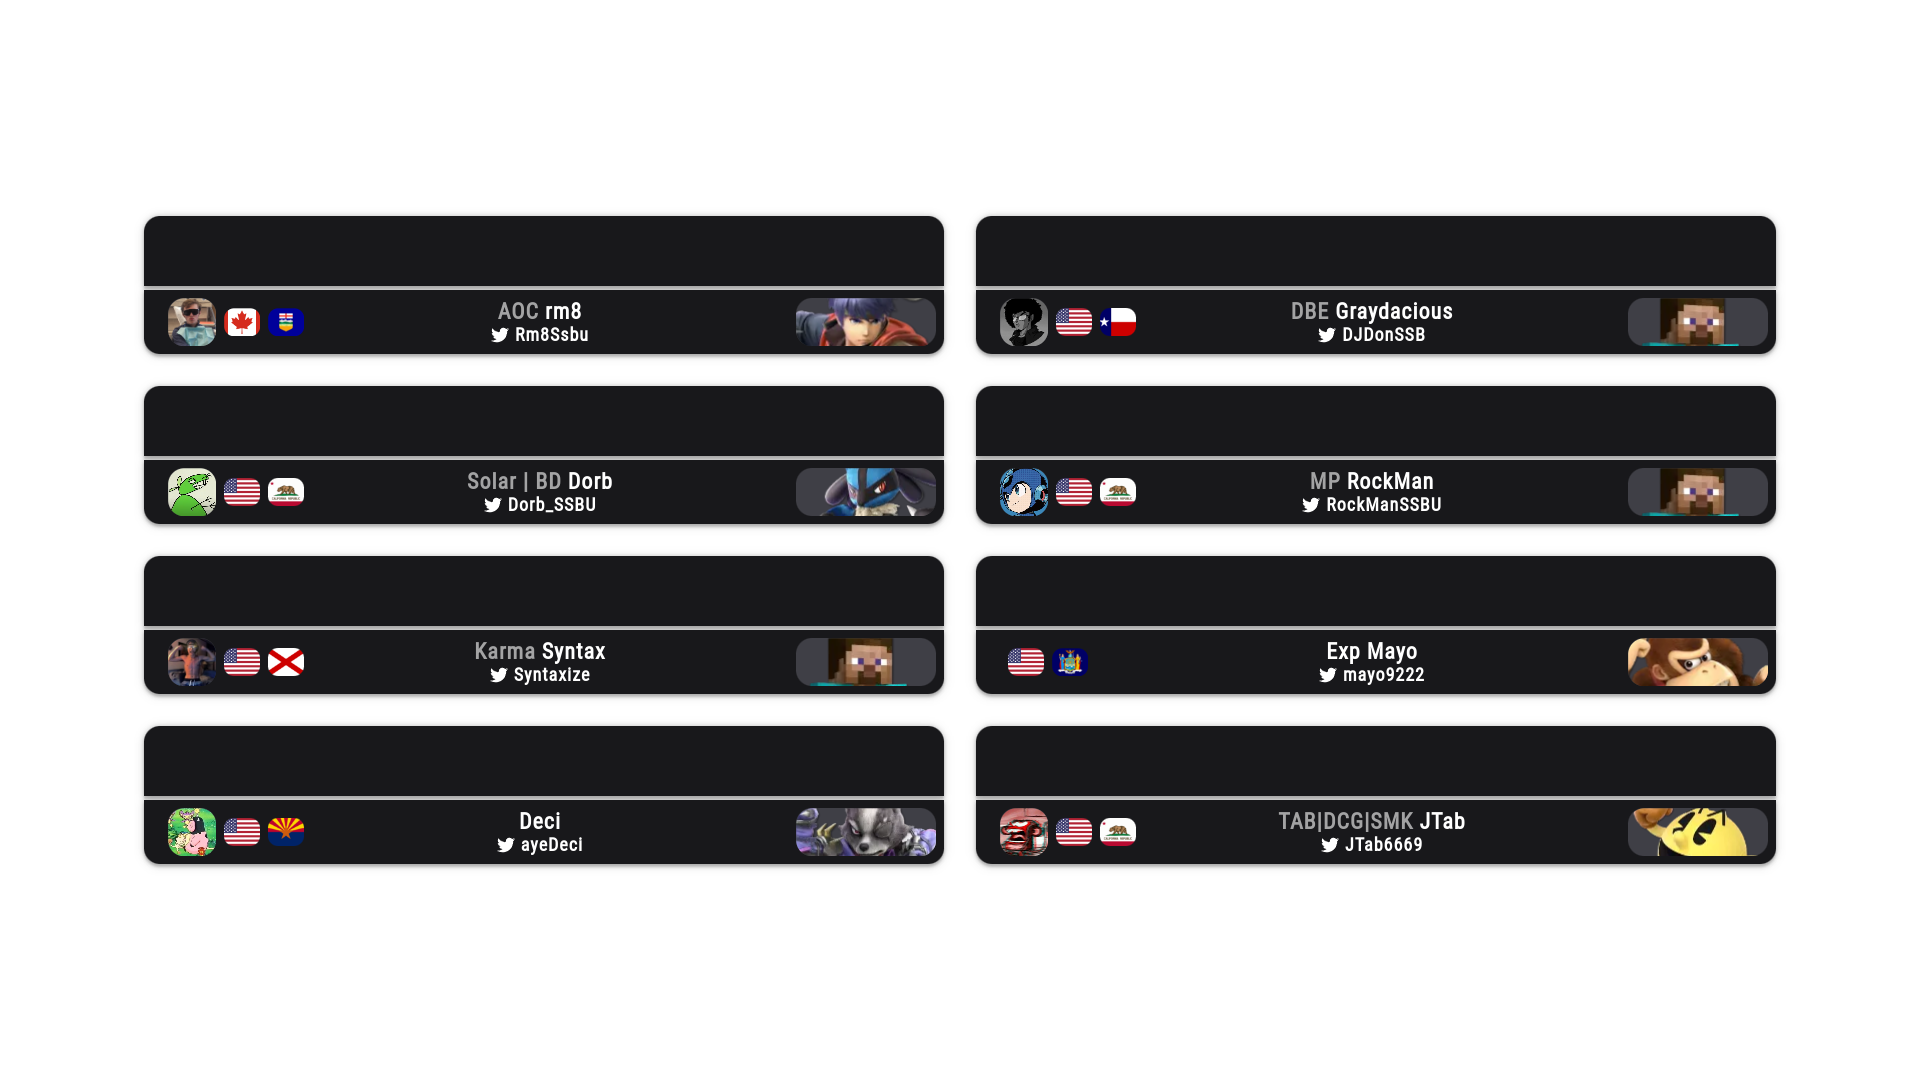 AOC rm8
Rm8Ssbu
DBE Graydacious
DJDonSSB
Solar | BD Dorb
Dorb_SSBU
MP RockMan
RockManSSBU
Karma Syntax
Syntaxize
Exp Mayo
mayo9222
Deci
ayeDeci
TAB|DCG|SMK JTab
JTab6669